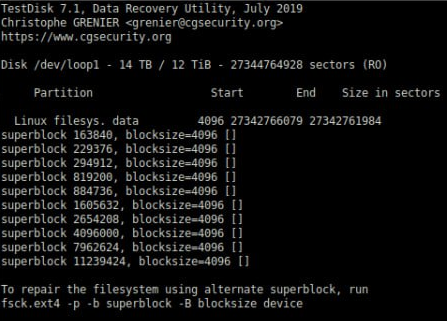 TestDisk 7.1, Data Recovery Utility, July 2019
Christophe GRENIER <grenier@cgsecurity.org>
https://www.cgsecurity.org
Disk /dev/loop1 - 14 TB / 12 TiB - 27344764928 sectors (RO)
Partition Start End Size in sectors
Linux filesys. data 4096 27342766079 27342761984
superblock 163840, blocksize=4096 []
superblock 229376, blocksize=4096 []
superblock 294912, blocksize=4096 []
superblock 819200, blocksize=4096 []
superblock 884736, blocksize=4096 []
superblock 1605632, blocksize=4096 []
superblock 2654208, blocksize=4096 []
superblock 4096000, blocksize=4096 []
superblock 7962624, blocksize=4096 []
superblock 11239424, blocksize=4096 []
To repair the filesystem using alternate superblock, run
fsck.ext4 -p -b superblock -B blocksize device